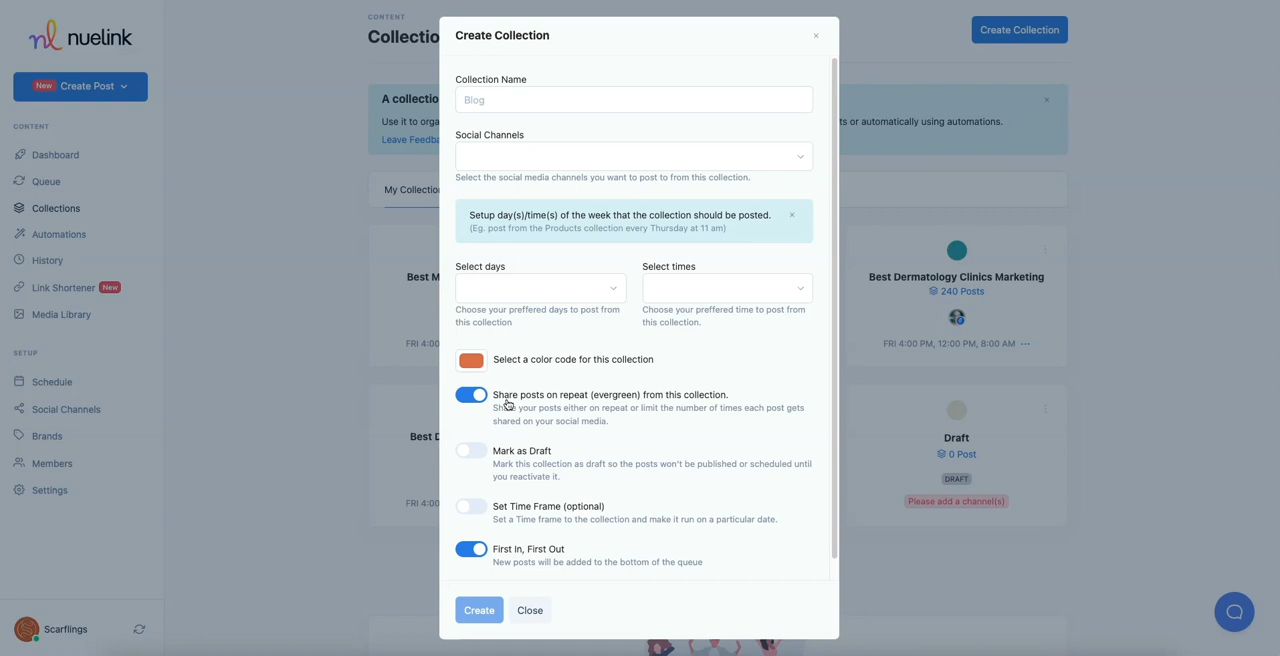 nuelink
New Create Post
CONTENT
Dashboard
Queue
Collections
Automations
History
Link Shortener New
Media Library
SETUP
Schedule
Social Channels
Brands
Members
Settings
Scarflings
CONTENT
Collectio
Create Collection
A collectio
Use it to orga
ts or automatically using automations.
Leave Feedba
My Collection
Best M
FRI 4:00
Best Dermatology Clinics Marketing
240 Posts
FRI 4:00 PM, 12:00 PM, 8:00 AM
Best D
FRI 4:00
Draft
0 Post
DRAFT
Please add a channel(s)
Create Collection
Collection Name
Blog
Social Channels
Select the social media channels you want to post to from this collection.
Setup day(s)/time(s) of the week that the collection should be posted.
(Eg. post from the Products collection every Thursday at 11 am)
Select days
Select times
Choose your preffered days to post from
this collection
Choose your preffered time to post from
this collection.
Select a color code for this collection
Share posts on repeat (evergreen) from this collection.
Share your posts either on repeat or limit the number of times each post gets
shared on your social media.
Mark as Draft
Mark this collection as draft so the posts won't be published or scheduled until
you reactivate it.
Set Time Frame (optional)
Set a Time frame to the collection and make it run on a particular date.
First In, First Out
New posts will be added to the bottom of the queue
Create
Close